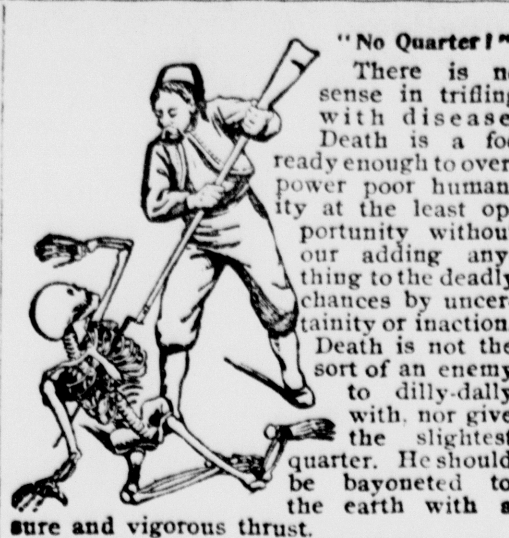 "No Quarter!"
There is n
sense in trifling
with disease
Death is a foe
ready enough to over
power poor human
ity at the least op
portunity without
our adding any
thing to the deadly
chances by uncer
tainity or inaction
Death is not the
sort of an enemy
to dilly-dally
with, nor give
the slightest
quarter. He should
be bayoneted to
the earth with a
sure and vigorous thrust.